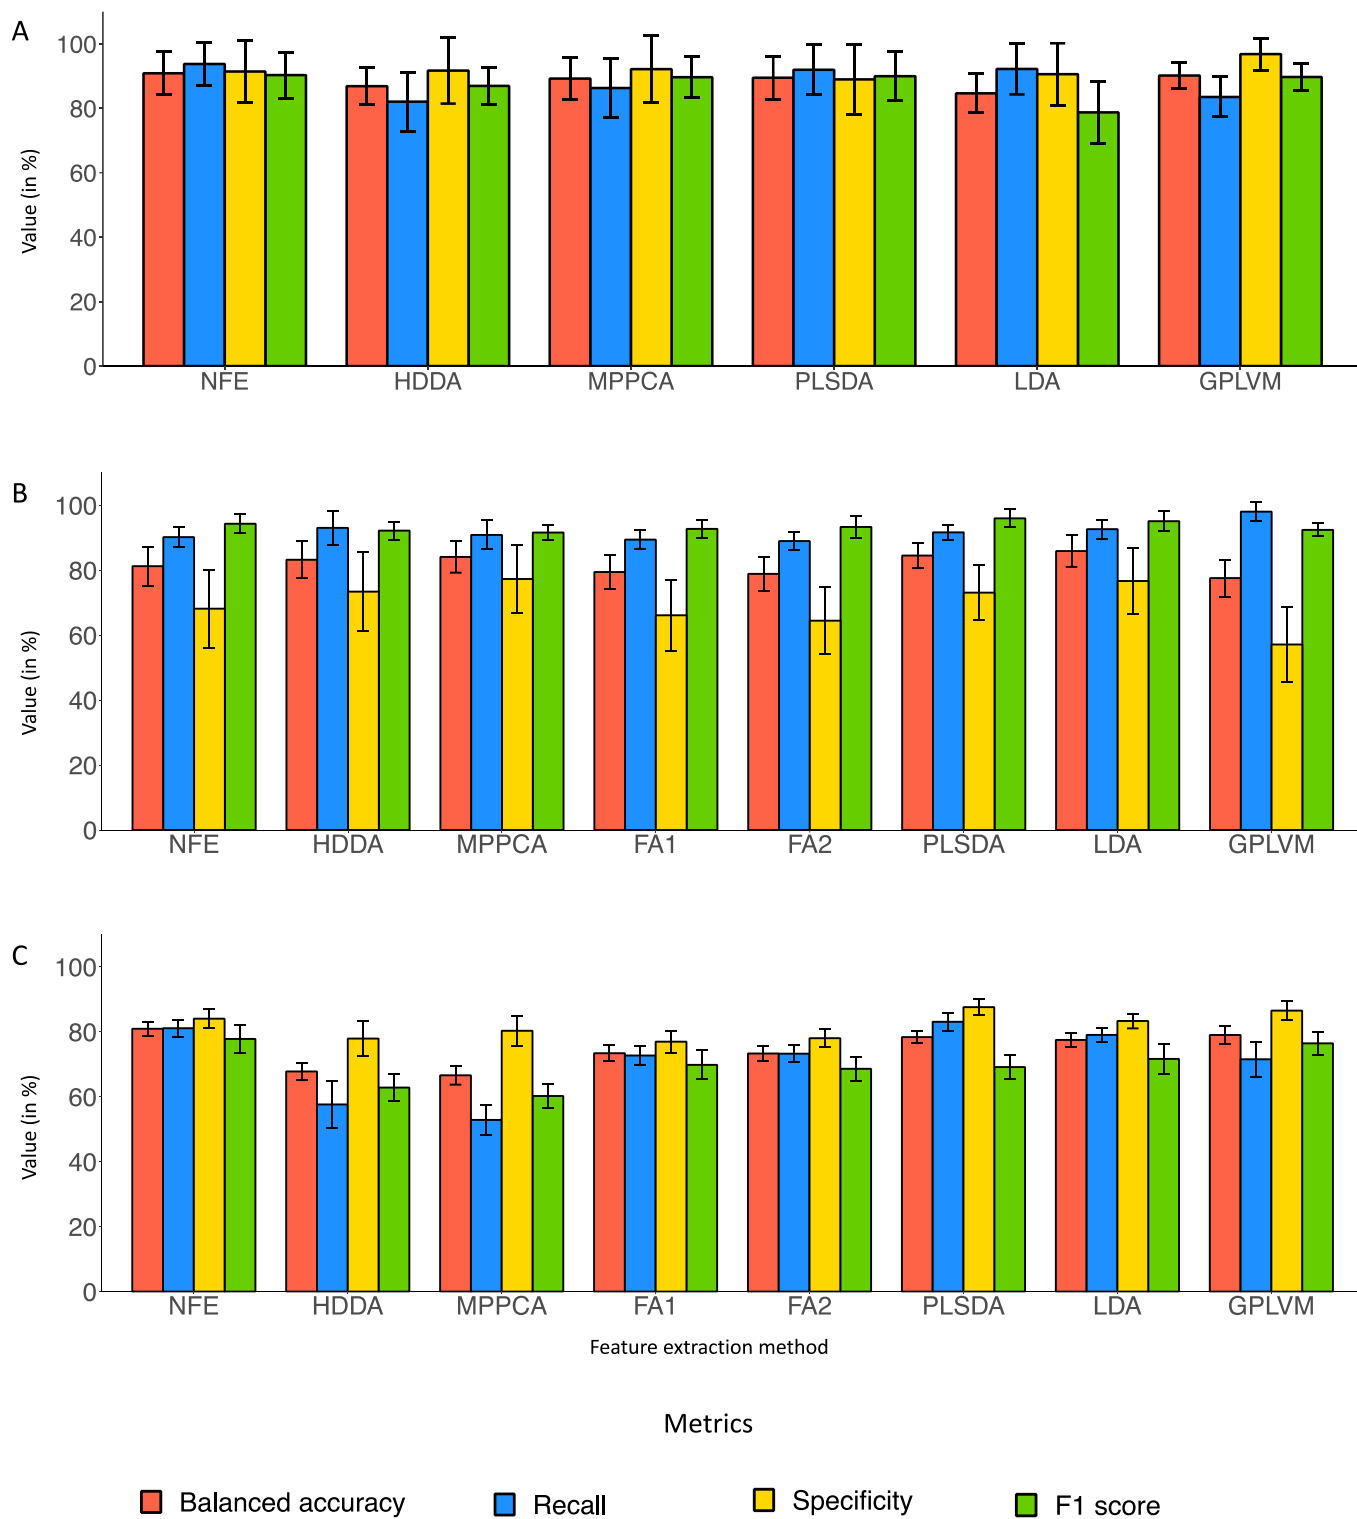 A
100
80
60
40
20
0
Value (in %)
NFE HDDA MPPCA PLSDA LDA GPLVM
B
100
80
60
40
20
0
Value (in %)
NFE HDDA MPPCA FA1 FA2 PLSDA LDA GPLVM
C
100
80
60
40
20
0
Value (in %)
NFE HDDA MPPCA FA1 FA2 PLSDA LDA GPLVM
Feature extraction method
Metrics
Balanced accuracy Recall Specificity F1 score